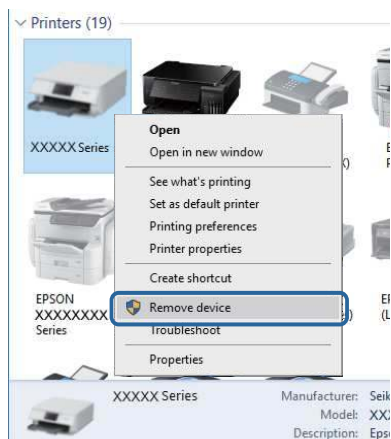 Printers (19)
XXXXX Series
Open
Open in new window
See what's printing
Set as default printer
Printing preferences
Printer properties
Create shortcut
Remove device
Troubleshoot
Properties
EPSON
XXXXXXXX
Series
XXXXX Series
Manufacturer:
Model:
Description: